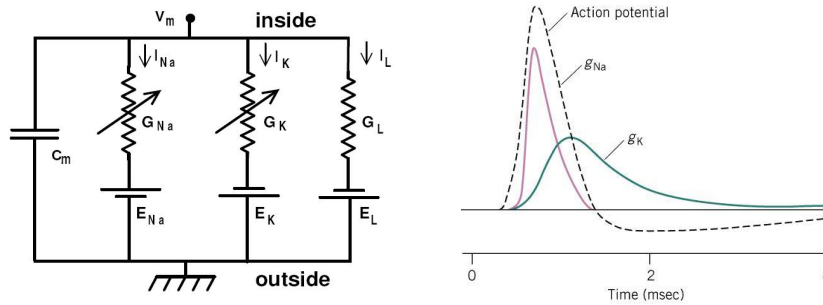 Vm
inside
INa
IK
IL
GNa
GK
GL
Cm
ENa
EK
EL
outside
Action potential
gNa
gK
0
2
Time (msec)